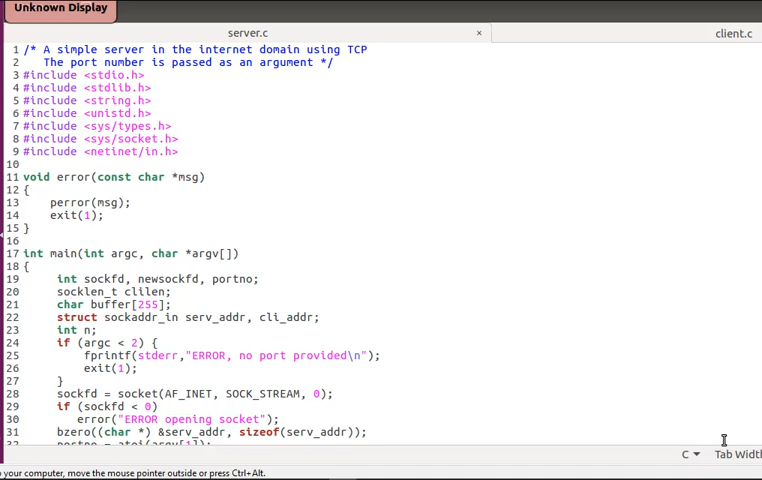 Unknown Display
server.c × client.c
1 /* A simple server in the internet domain using TCP
2    The port number is passed as an argument */
3 #include <stdio.h>
4 #include <stdlib.h>
5 #include <string.h>
6 #include <unistd.h>
7 #include <sys/types.h>
8 #include <sys/socket.h>
9 #include <netinet/in.h>
10
11 void error(const char *msg)
12 {
13     perror(msg);
14     exit(1);
15 }
16
17 int main(int argc, char *argv[])
18 {
19      int sockfd, newsockfd, portno;
20      socklen_t clilen;
21      char buffer[255];
22      struct sockaddr_in serv_addr, cli_addr;
23      int n;
24      if (argc < 2) {
25          fprintf(stderr,"ERROR, no port provided\n");
26          exit(1);
27      }
28      sockfd = socket(AF_INET, SOCK_STREAM, 0);
29      if (sockfd < 0)
30         error("ERROR opening socket");
31      bzero((char *) &serv_addr, sizeof(serv_addr));
32      portno = atoi(argv[1]);
C Tab Width
your computer, move the mouse pointer outside or press Ctrl+Alt.